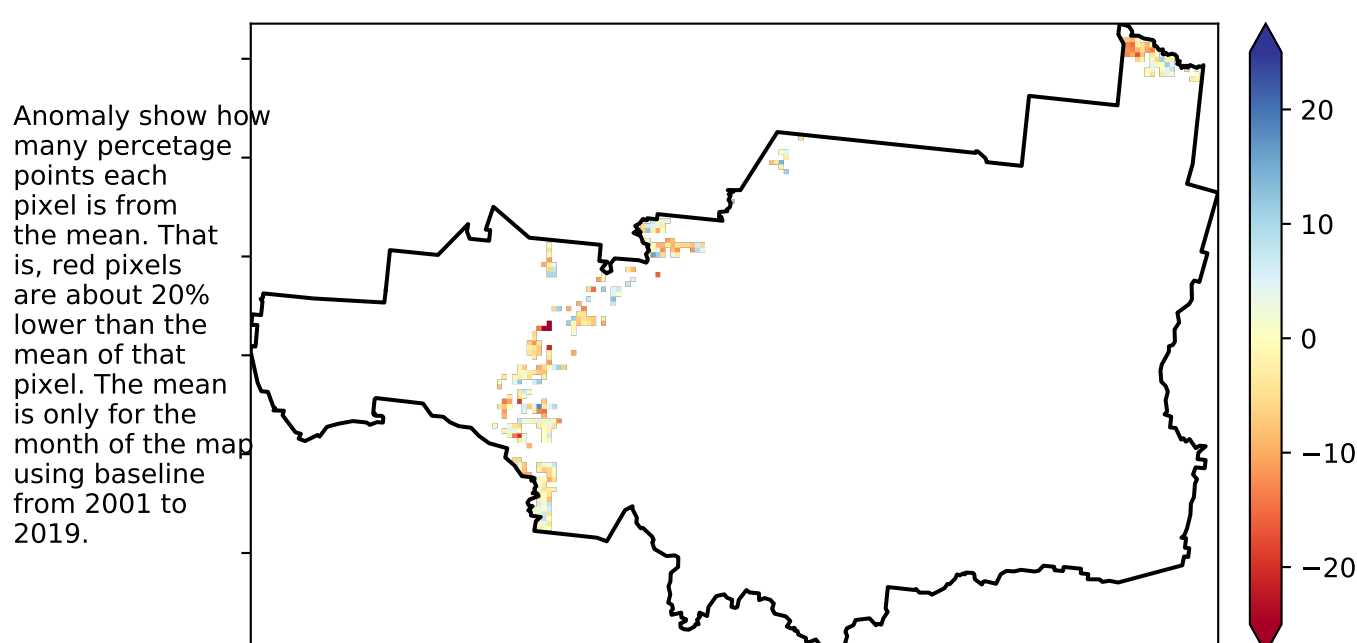 Anomaly show how
many percetage
points each
pixel is from
the mean. That
is, red pixels
are about 20%
lower than the
mean of that
pixel. The mean
is only for the
month of the map
using baseline
from 2001 to
2019.
20
10
0
−10
−20